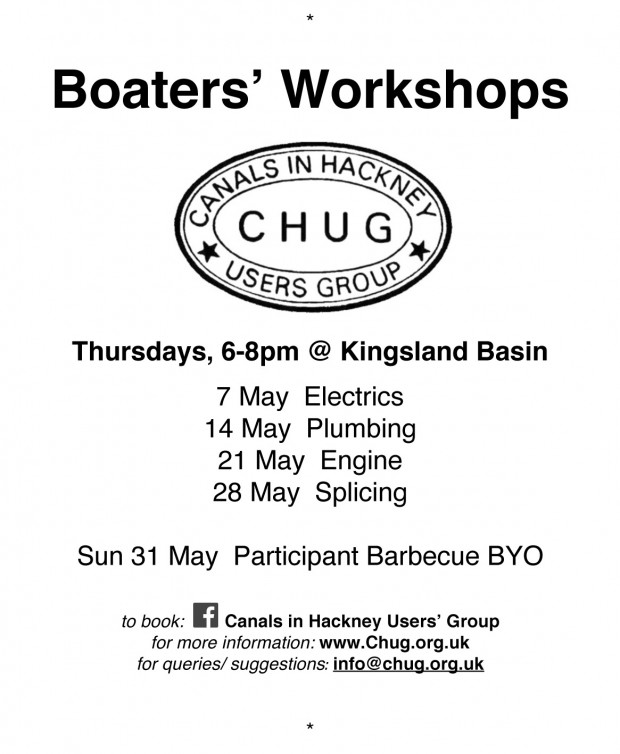 *
Boaters’ Workshops
CANALS IN HACKNEY
CHUG
USERS GROUP
Thursdays, 6-8pm @ Kingsland Basin
7 May  Electrics
14 May  Plumbing
21 May  Engine
28 May  Splicing
Sun 31 May  Participant Barbecue BYO
to book: f Canals in Hackney Users’ Group
for more information: www.Chug.org.uk
for queries/ suggestions: info@chug.org.uk
*